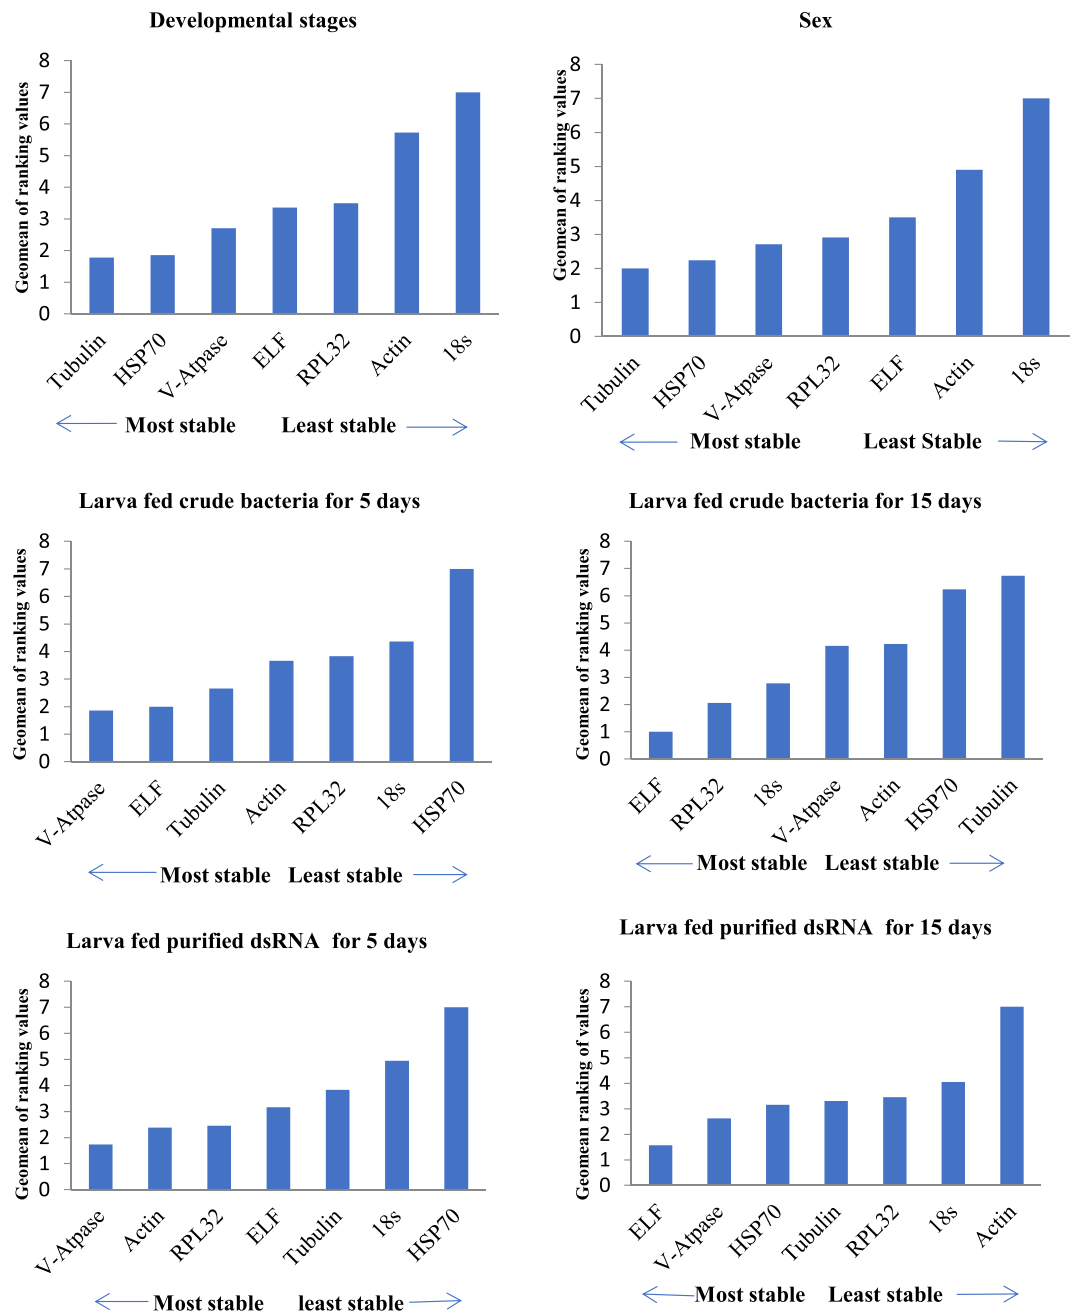 Developmental stages
Geomean of ranking values
8
7
6
5
4
3
2
1
0
Tubulin
HSP70
V-Atpase
ELF
RPL32
Actin
18s
Most stable Least stable
Sex
Geomean of ranking values
8
7
6
5
4
3
2
1
0
Tubulin
HSP70
V-Atpase
RPL32
ELF
Actin
18s
Most stable Least Stable
Larva fed crude bacteria for 5 days
Geomean of ranking values
8
7
6
5
4
3
2
1
0
V-Atpase
ELF
Tubulin
Actin
RPL32
18s
HSP70
Most stable Least stable
Larva fed crude bacteria for 15 days
Geomean of ranking values
8
7
6
5
4
3
2
1
0
ELF
RPL32
18s
V-Atpase
Actin
HSP70
Tubulin
Most stable Least stable
Larva fed purified dsRNA for 5 days
Geomean of ranking values
8
7
6
5
4
3
2
1
0
V-Atpase
Actin
RPL32
ELF
Tubulin
18s
HSP70
Most stable least stable
Larva fed purified dsRNA for 15 days
Geomean ranking of values
8
7
6
5
4
3
2
1
0
ELF
V-Atpase
HSP70
Tubulin
RPL32
18s
Actin
Most stable Least stable